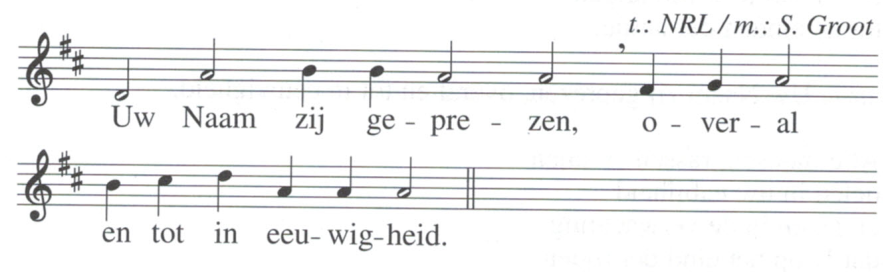 t.: NRL / m.: S. Groot
Uw Naam zij ge - pre - zen, o - ver - al
en tot in eeu- wig-heid.